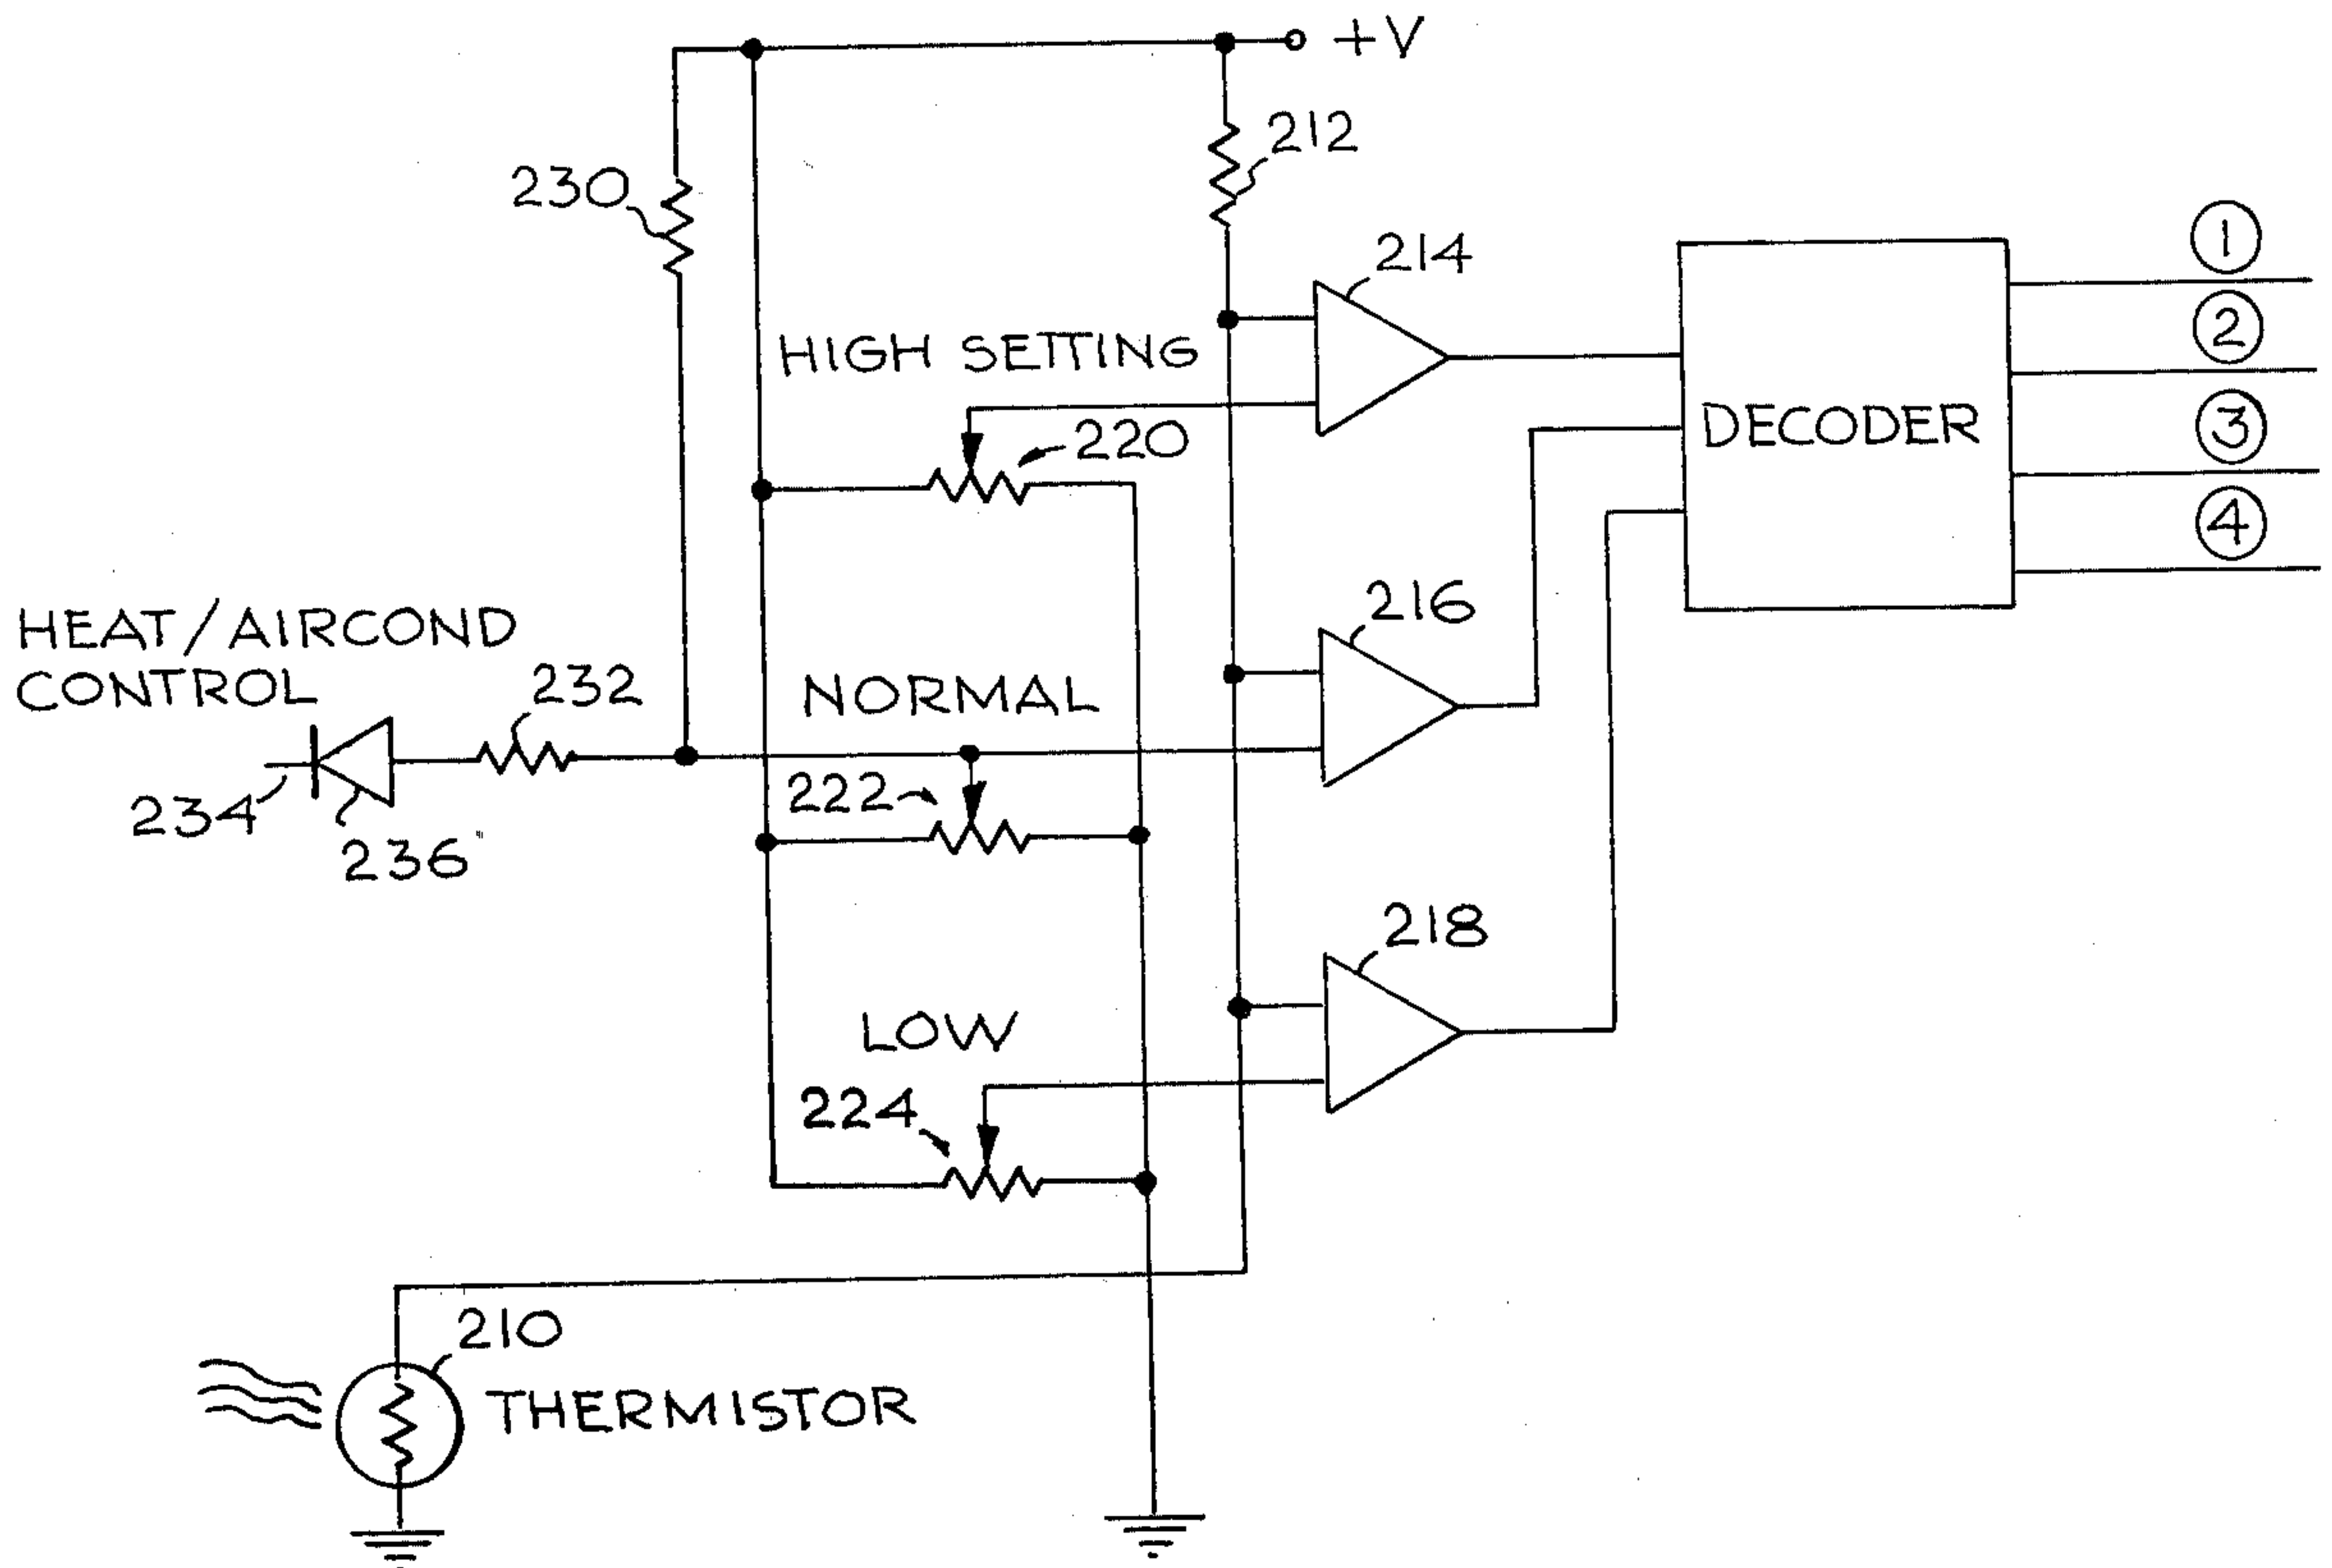 +V
212
230
214
①
②
③
④
HIGH SETTING
220
DECODER
HEAT/AIRCOND
CONTROL
232
NORMAL
216
222
234
236
218
LOW
224
210
THERMISTOR